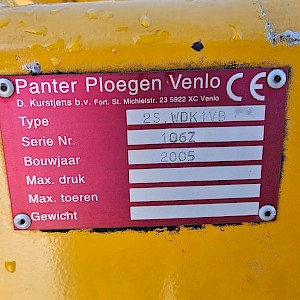 Panter Ploegen Venlo CE
D. Kurstjens b.v. Fort. St. Michielstr. 23 5922 XC Venlo
Type 2S.WDK1VB
Serie Nr. 1067
Bouwjaar 2005
Max. druk
Max. toeren
Gewicht